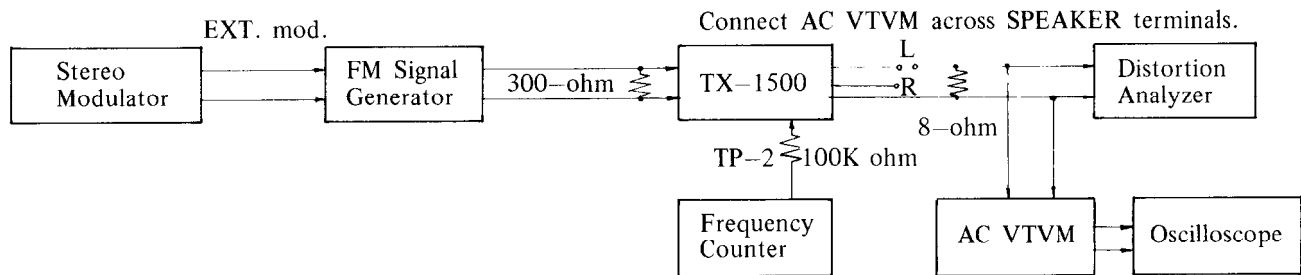 Connect AC VTVM across SPEAKER terminals.
EXT. mod.
Stereo
Modulator
FM Signal
Generator
300-ohm
TX-1500
L
R
8-ohm
Distortion
Analyzer
TP-2
100K ohm
Frequency
Counter
AC VTVM
Oscilloscope